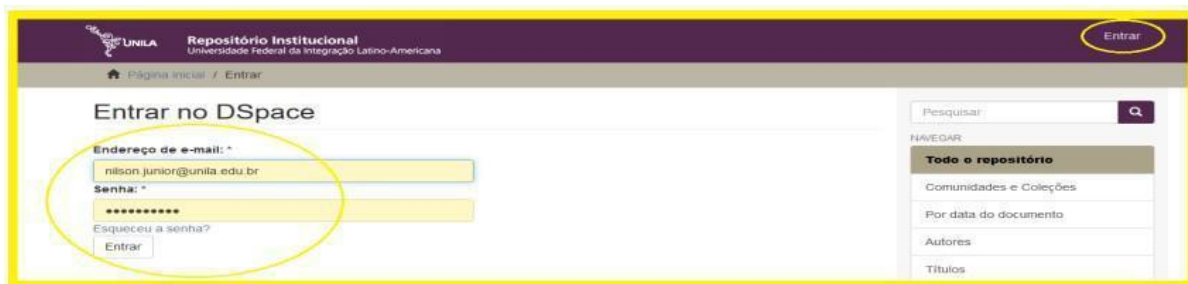 UNILA
Repositório Institucional
Universidade Federal da Integração Latino-Americana
Entrar
Página inicial / Entrar
Entrar no DSpace
Endereço de e-mail: *
nilson.junior@unila.edu.br
Senha: *
••••••••••
Esqueceu a senha?
Entrar
Pesquisar
NAVEGAR
Todo o repositório
Comunidades e Coleções
Por data do documento
Autores
Títulos